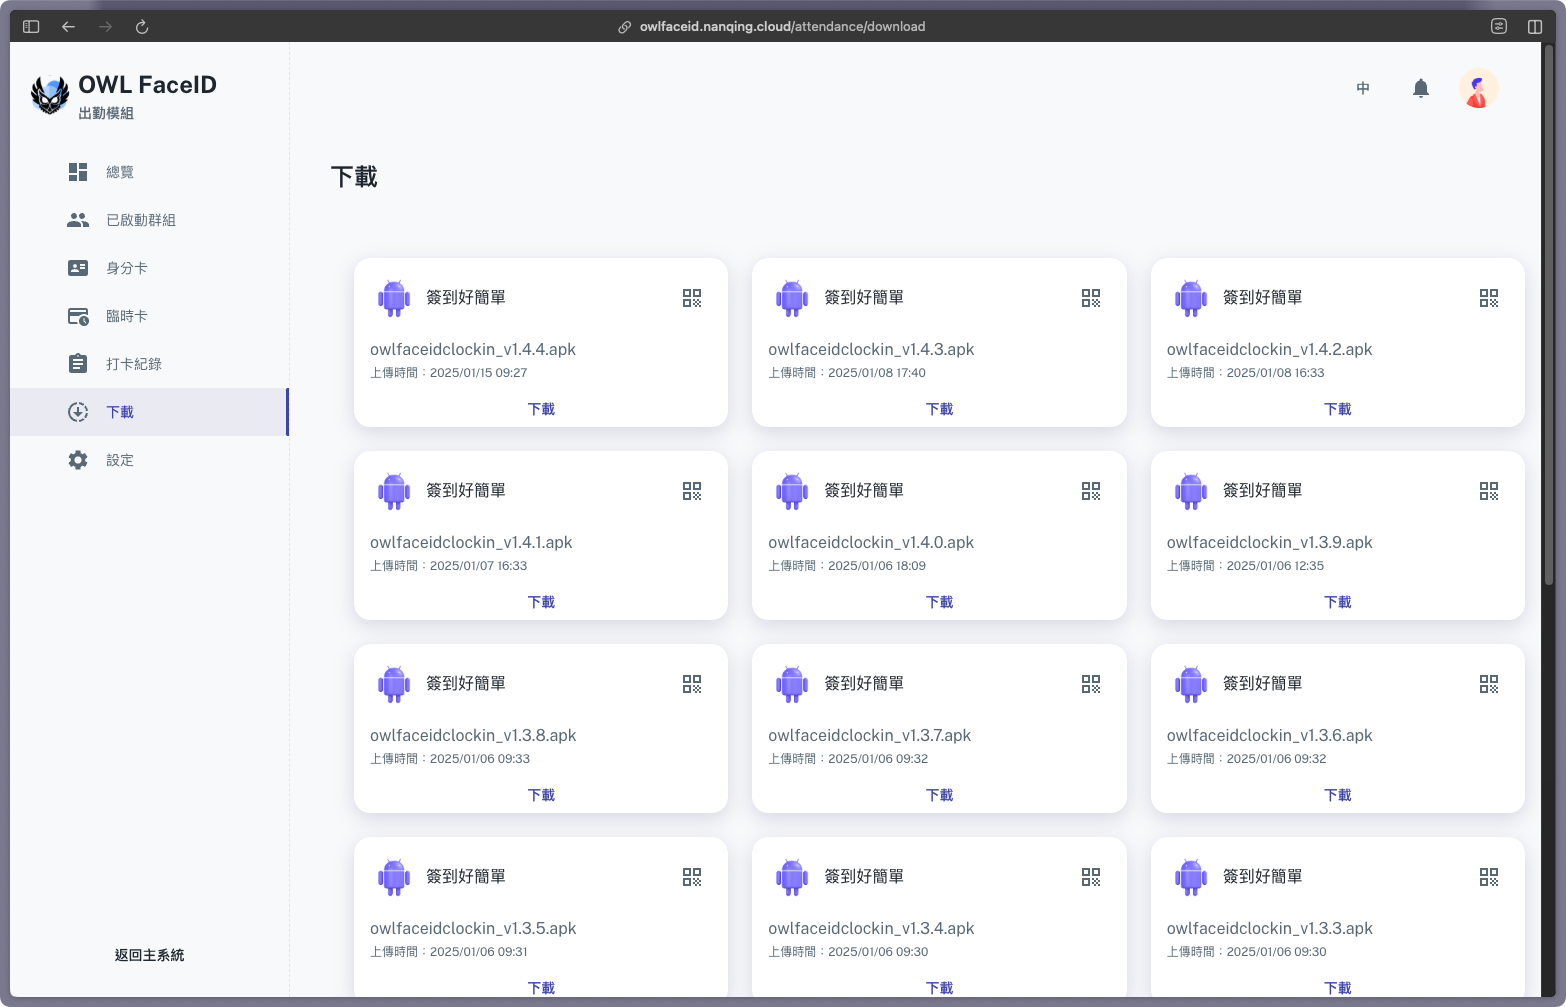 owlfaceid.nanqing.cloud/attendance/download
OWL FaceID
出勤模組
總覽
已啟動群組
身分卡
臨時卡
打卡紀錄
下載
設定
返回主系統
中
下載
簽到好簡單
owlfaceidclockin_v1.4.4.apk
上傳時間：2025/01/15 09:27
下載
簽到好簡單
owlfaceidclockin_v1.4.3.apk
上傳時間：2025/01/08 17:40
下載
簽到好簡單
owlfaceidclockin_v1.4.2.apk
上傳時間：2025/01/08 16:33
下載
簽到好簡單
owlfaceidclockin_v1.4.1.apk
上傳時間：2025/01/07 16:33
下載
簽到好簡單
owlfaceidclockin_v1.4.0.apk
上傳時間：2025/01/06 18:09
下載
簽到好簡單
owlfaceidclockin_v1.3.9.apk
上傳時間：2025/01/06 12:35
下載
簽到好簡單
owlfaceidclockin_v1.3.8.apk
上傳時間：2025/01/06 09:33
下載
簽到好簡單
owlfaceidclockin_v1.3.7.apk
上傳時間：2025/01/06 09:32
下載
簽到好簡單
owlfaceidclockin_v1.3.6.apk
上傳時間：2025/01/06 09:32
下載
簽到好簡單
owlfaceidclockin_v1.3.5.apk
上傳時間：2025/01/06 09:31
下載
簽到好簡單
owlfaceidclockin_v1.3.4.apk
上傳時間：2025/01/06 09:30
下載
簽到好簡單
owlfaceidclockin_v1.3.3.apk
上傳時間：2025/01/06 09:30
下載